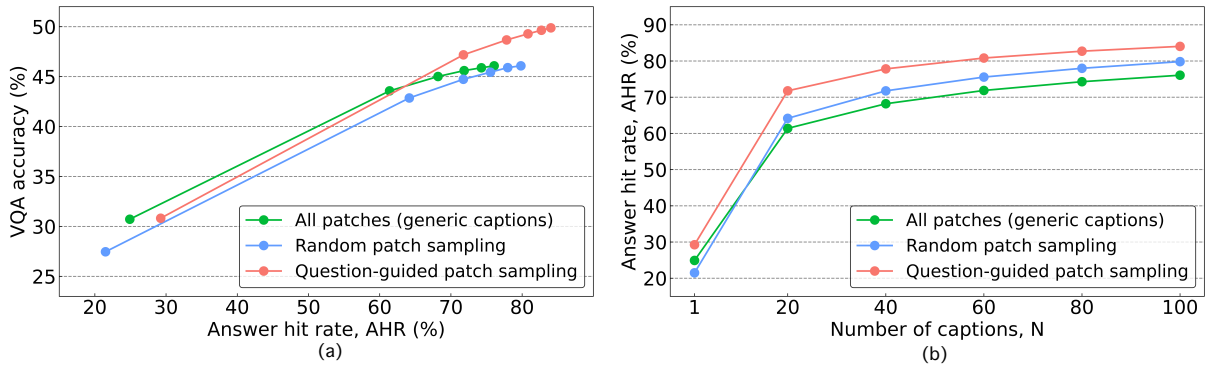 VQA accuracy (%)
50
45
40
35
30
25
20 30 40 50 60 70 80
All patches (generic captions)
Random patch sampling
Question-guided patch sampling
Answer hit rate, AHR (%)
(a)
Answer hit rate, AHR (%)
90
80
70
60
50
40
30
20
1 20 40 60 80 100
All patches (generic captions)
Random patch sampling
Question-guided patch sampling
Number of captions, N
(b)